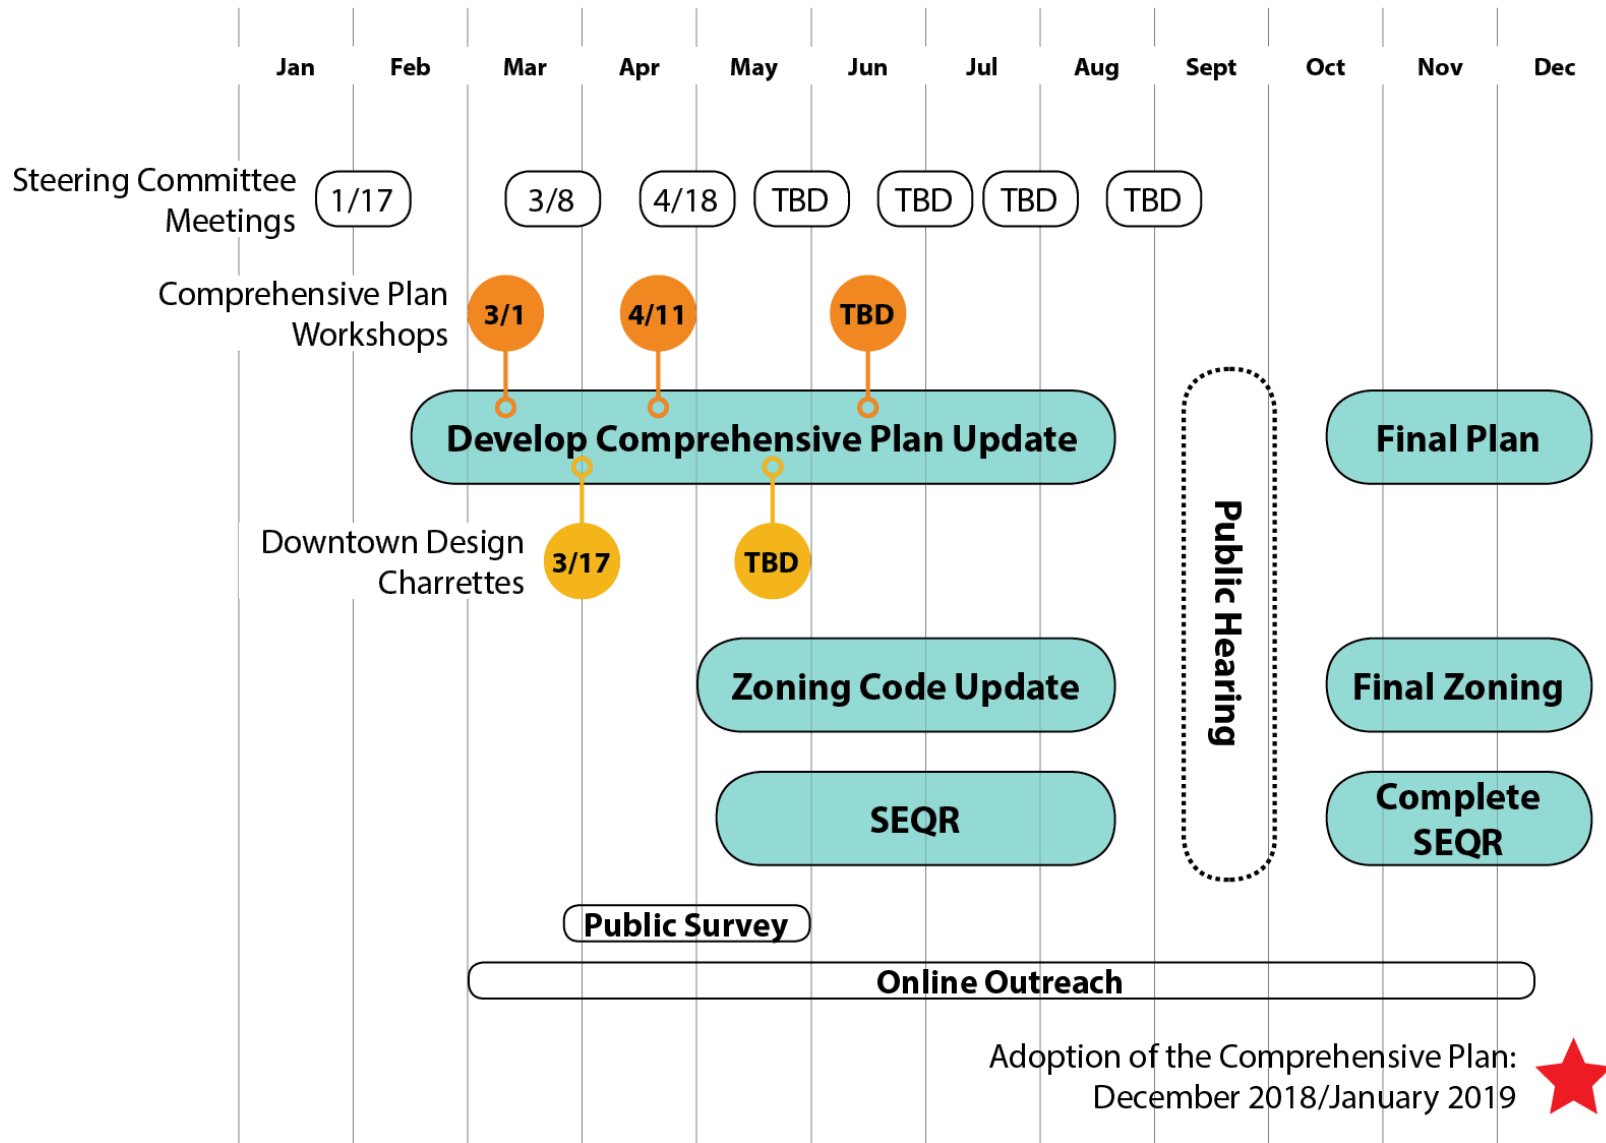 Jan Feb Mar Apr May Jun Jul Aug Sept Oct Nov Dec
Steering Committee
Meetings
1/17 3/8 4/18 TBD TBD TBD TBD
Comprehensive Plan
Workshops
3/1 4/11 TBD
Develop Comprehensive Plan Update
Final Plan
Downtown Design
Charrettes
3/17 TBD
Public Hearing
Zoning Code Update
Final Zoning
SEQR
Complete
SEQR
Public Survey
Online Outreach
Adoption of the Comprehensive Plan:
December 2018/January 2019